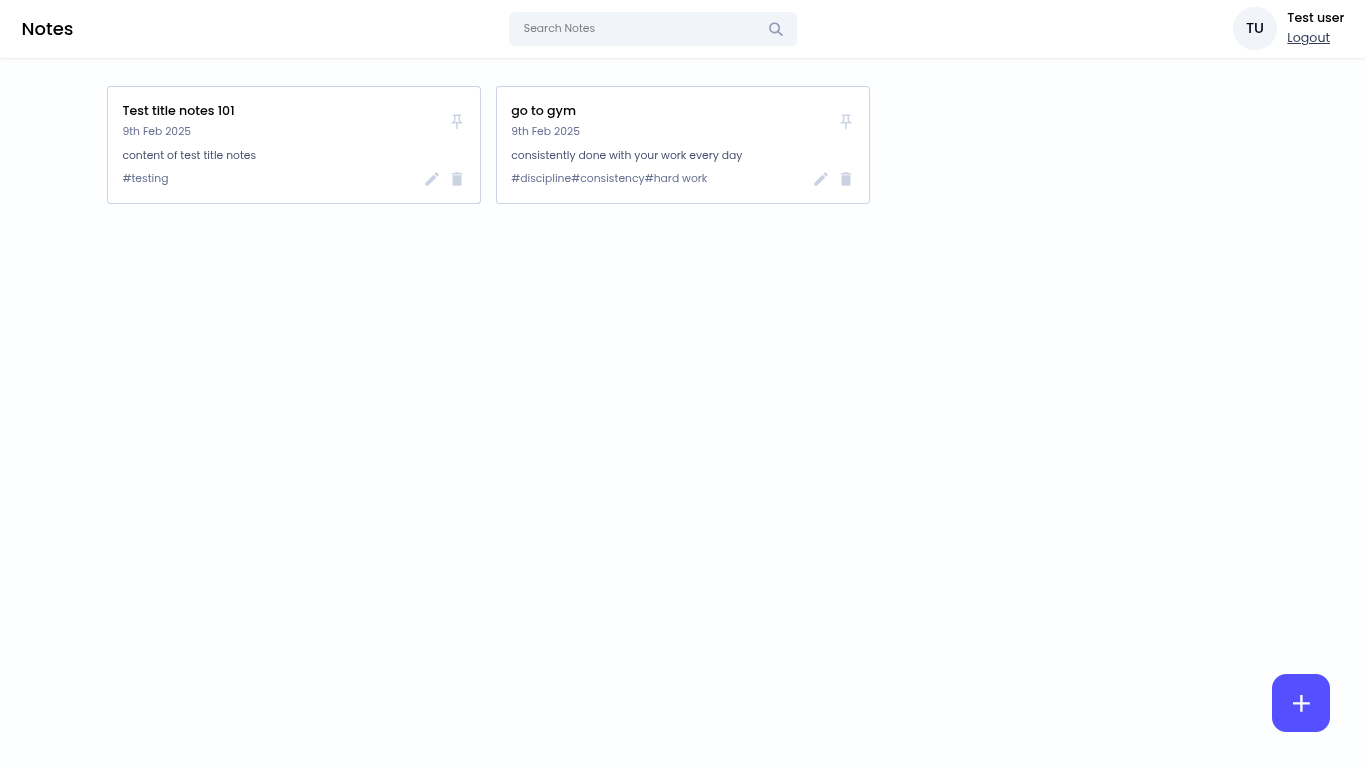 Notes
Search Notes
TU
Test user
Logout
Test title notes 101
9th Feb 2025
content of test title notes
#testing
go to gym
9th Feb 2025
consistently done with your work every day
#discipline#consistency#hard work